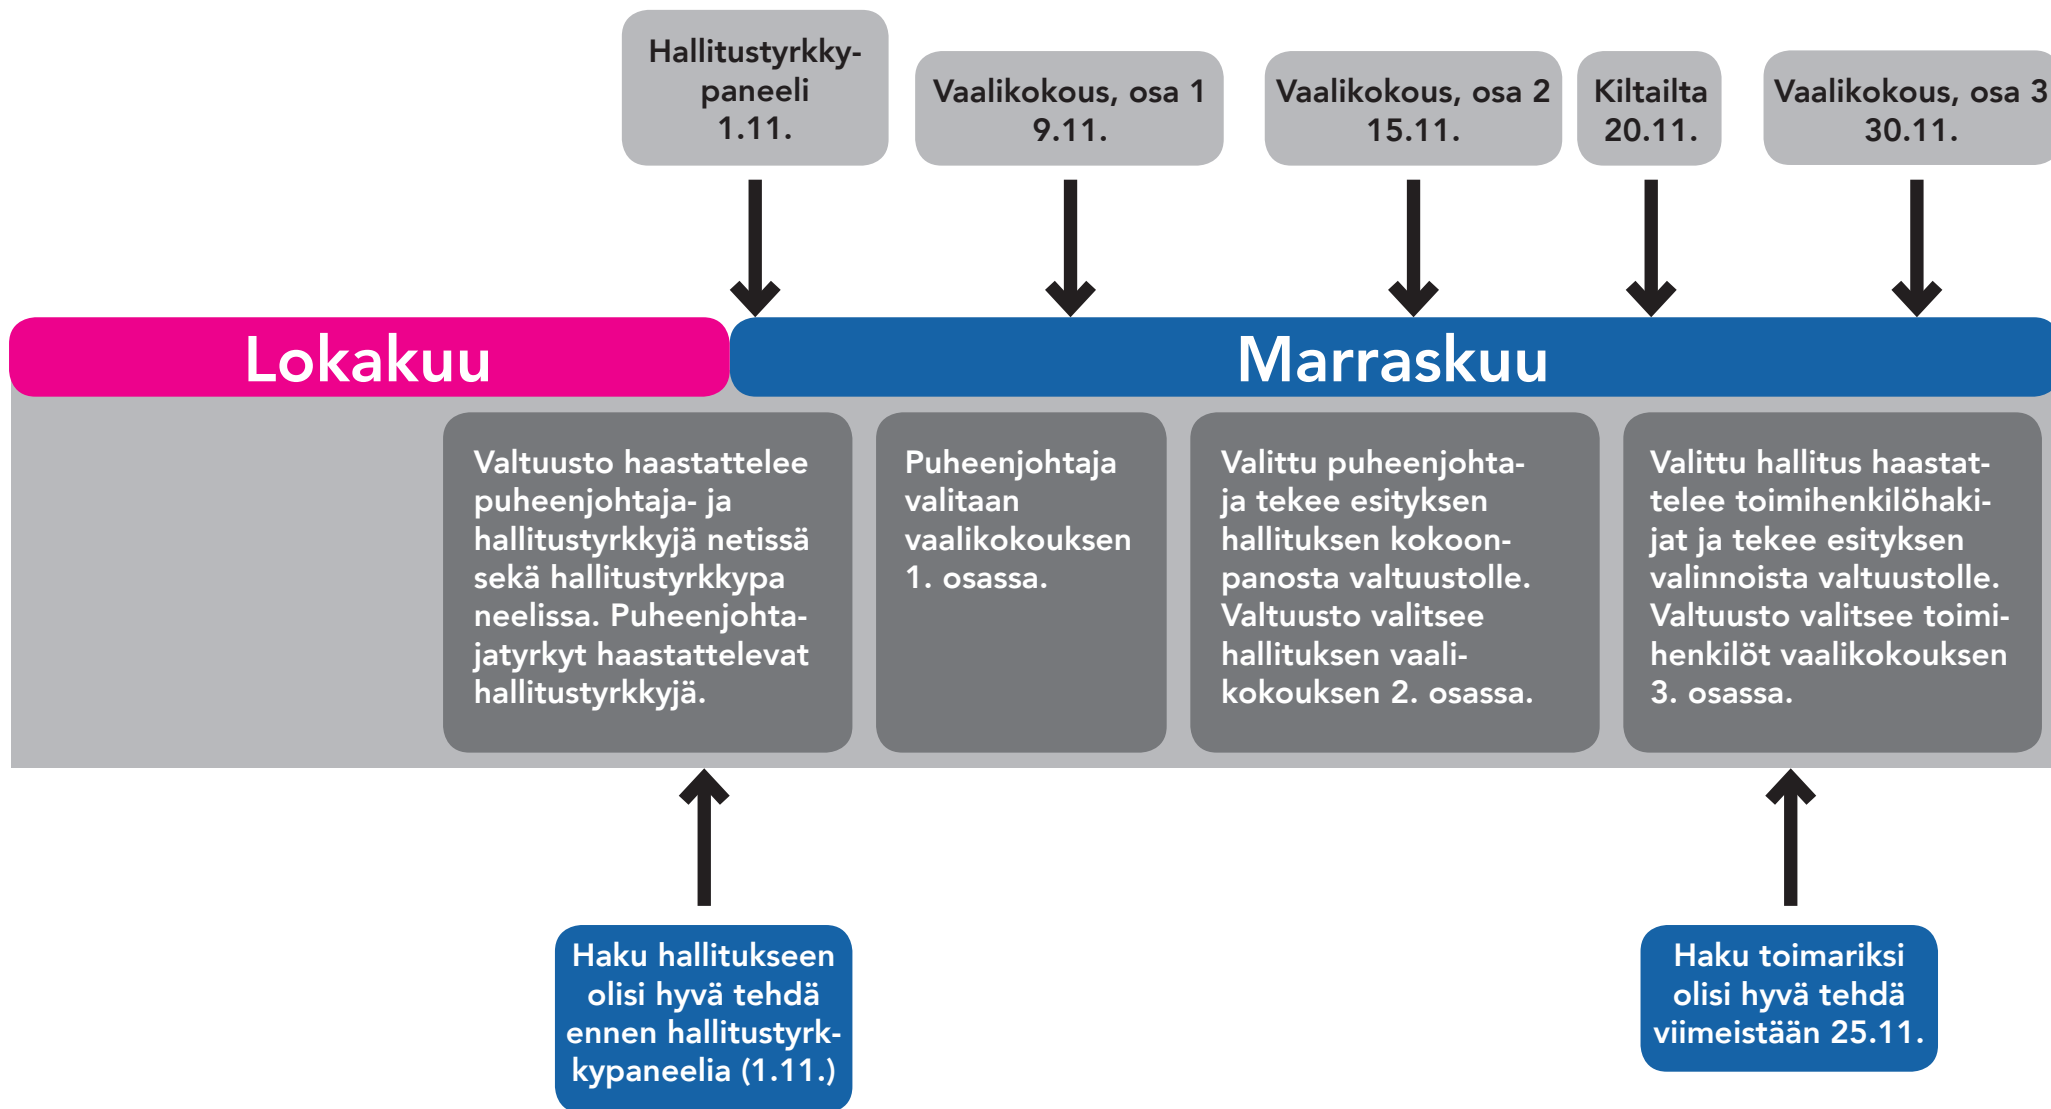 Hallitustyrkky-
paneeli
1.11.
Vaalikokous, osa 1
9.11.
Vaalikokous, osa 2
15.11.
Kiltailta
20.11.
Vaalikokous, osa 3
30.11.
Lokakuu
Marraskuu
Valtuusto haastattelee
puheenjohtaja- ja
hallitustyrkkyjä netissä
sekä hallitustyrkkypa
neelissa. Puheenjohta-
jatyrkyt haastattelevat
hallitustyrkkyjä.
Puheenjohtaja
valitaan
vaalikokouksen
1. osassa.
Valittu puheenjohta-
ja tekee esityksen
hallituksen kokoon-
panosta valtuustolle.
Valtuusto valitsee
hallituksen vaali-
kokouksen 2. osassa.
Valittu hallitus haastat-
telee toimihenkilöhaki-
jat ja tekee esityksen
valinnoista valtuustolle.
Valtuusto valitsee toimi-
henkilöt vaalikokouksen
3. osassa.
Haku hallitukseen
olisi hyvä tehdä
ennen hallitustyrk-
kypaneelia (1.11.)
Haku toimariksi
olisi hyvä tehdä
viimeistään 25.11.